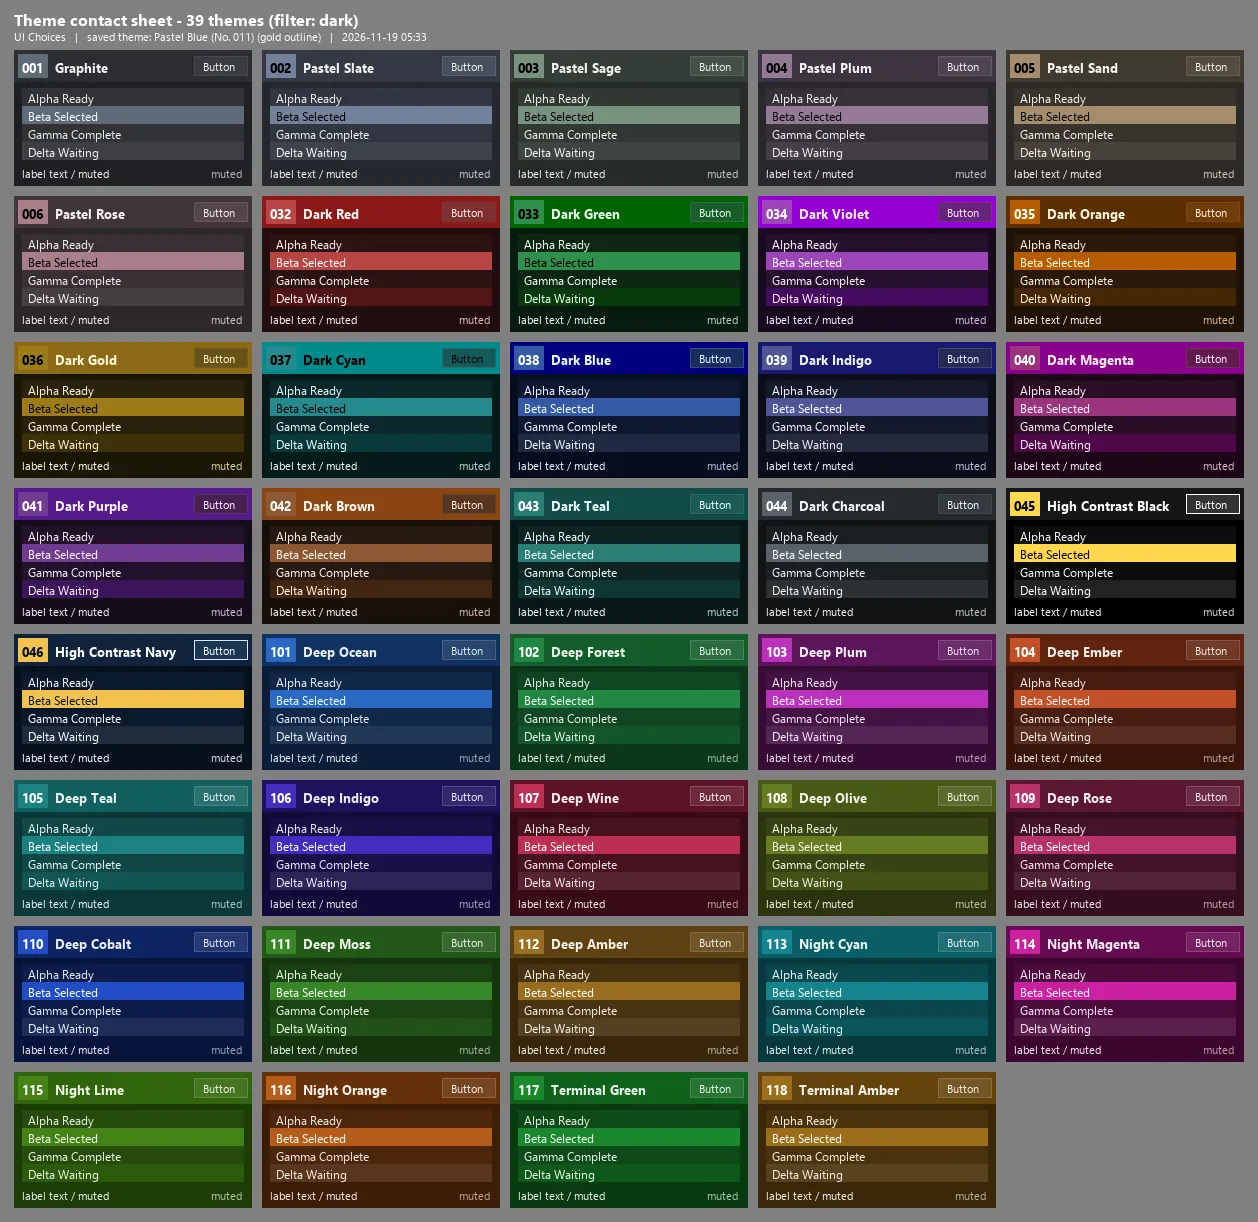 Theme contact sheet - 39 themes (filter: dark)
UI Choices | saved theme: Pastel Blue (No. 011) (gold outline) | 2026-11-19 05:33
001 Graphite Button
Alpha Ready
Beta Selected
Gamma Complete
Delta Waiting
label text / muted muted
002 Pastel Slate Button
Alpha Ready
Beta Selected
Gamma Complete
Delta Waiting
label text / muted muted
003 Pastel Sage Button
Alpha Ready
Beta Selected
Gamma Complete
Delta Waiting
label text / muted muted
004 Pastel Plum Button
Alpha Ready
Beta Selected
Gamma Complete
Delta Waiting
label text / muted muted
005 Pastel Sand Button
Alpha Ready
Beta Selected
Gamma Complete
Delta Waiting
label text / muted muted
006 Pastel Rose Button
Alpha Ready
Beta Selected
Gamma Complete
Delta Waiting
label text / muted muted
032 Dark Red Button
Alpha Ready
Beta Selected
Gamma Complete
Delta Waiting
label text / muted muted
033 Dark Green Button
Alpha Ready
Beta Selected
Gamma Complete
Delta Waiting
label text / muted muted
034 Dark Violet Button
Alpha Ready
Beta Selected
Gamma Complete
Delta Waiting
label text / muted muted
035 Dark Orange Button
Alpha Ready
Beta Selected
Gamma Complete
Delta Waiting
label text / muted muted
036 Dark Gold Button
Alpha Ready
Beta Selected
Gamma Complete
Delta Waiting
label text / muted muted
037 Dark Cyan Button
Alpha Ready
Beta Selected
Gamma Complete
Delta Waiting
label text / muted muted
038 Dark Blue Button
Alpha Ready
Beta Selected
Gamma Complete
Delta Waiting
label text / muted muted
039 Dark Indigo Button
Alpha Ready
Beta Selected
Gamma Complete
Delta Waiting
label text / muted muted
040 Dark Magenta Button
Alpha Ready
Beta Selected
Gamma Complete
Delta Waiting
label text / muted muted
041 Dark Purple Button
Alpha Ready
Beta Selected
Gamma Complete
Delta Waiting
label text / muted muted
042 Dark Brown Button
Alpha Ready
Beta Selected
Gamma Complete
Delta Waiting
label text / muted muted
043 Dark Teal Button
Alpha Ready
Beta Selected
Gamma Complete
Delta Waiting
label text / muted muted
044 Dark Charcoal Button
Alpha Ready
Beta Selected
Gamma Complete
Delta Waiting
label text / muted muted
045 High Contrast Black Button
Alpha Ready
Beta Selected
Gamma Complete
Delta Waiting
label text / muted muted
046 High Contrast Navy Button
Alpha Ready
Beta Selected
Gamma Complete
Delta Waiting
label text / muted muted
101 Deep Ocean Button
Alpha Ready
Beta Selected
Gamma Complete
Delta Waiting
label text / muted muted
102 Deep Forest Button
Alpha Ready
Beta Selected
Gamma Complete
Delta Waiting
label text / muted muted
103 Deep Plum Button
Alpha Ready
Beta Selected
Gamma Complete
Delta Waiting
label text / muted muted
104 Deep Ember Button
Alpha Ready
Beta Selected
Gamma Complete
Delta Waiting
label text / muted muted
105 Deep Teal Button
Alpha Ready
Beta Selected
Gamma Complete
Delta Waiting
label text / muted muted
106 Deep Indigo Button
Alpha Ready
Beta Selected
Gamma Complete
Delta Waiting
label text / muted muted
107 Deep Wine Button
Alpha Ready
Beta Selected
Gamma Complete
Delta Waiting
label text / muted muted
108 Deep Olive Button
Alpha Ready
Beta Selected
Gamma Complete
Delta Waiting
label text / muted muted
109 Deep Rose Button
Alpha Ready
Beta Selected
Gamma Complete
Delta Waiting
label text / muted muted
110 Deep Cobalt Button
Alpha Ready
Beta Selected
Gamma Complete
Delta Waiting
label text / muted muted
111 Deep Moss Button
Alpha Ready
Beta Selected
Gamma Complete
Delta Waiting
label text / muted muted
112 Deep Amber Button
Alpha Ready
Beta Selected
Gamma Complete
Delta Waiting
label text / muted muted
113 Night Cyan Button
Alpha Ready
Beta Selected
Gamma Complete
Delta Waiting
label text / muted muted
114 Night Magenta Button
Alpha Ready
Beta Selected
Gamma Complete
Delta Waiting
label text / muted muted
115 Night Lime Button
Alpha Ready
Beta Selected
Gamma Complete
Delta Waiting
label text / muted muted
116 Night Orange Button
Alpha Ready
Beta Selected
Gamma Complete
Delta Waiting
label text / muted muted
117 Terminal Green Button
Alpha Ready
Beta Selected
Gamma Complete
Delta Waiting
label text / muted muted
118 Terminal Amber Button
Alpha Ready
Beta Selected
Gamma Complete
Delta Waiting
label text / muted muted